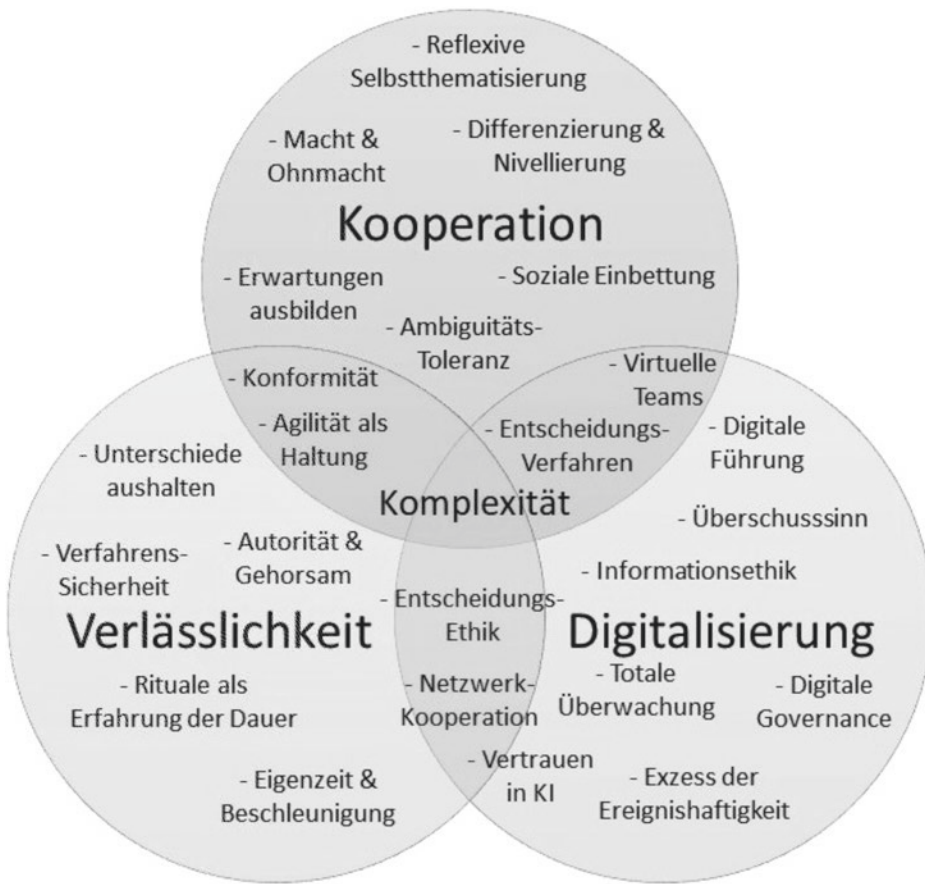 - Reflexive
Selbstthematisierung
- Macht &
Ohnmacht
- Differenzierung &
Nivellierung
Kooperation
- Erwartungen
ausbilden
- Soziale Einbettung
- Ambiguitäts-
Toleranz
- Konformität
- Virtuelle
Teams
- Agilität als
Haltung
- Entscheidungs-
Verfahren
Komplexität
- Unterschiede
aushalten
- Verfahrens-
Sicherheit
- Autorität &
Gehorsam
Verlässlichkeit
- Rituale als
Erfahrung der Dauer
- Eigenzeit &
Beschleunigung
- Entscheidungs-
Ethik
- Netzwerk-
Kooperation
- Vertrauen
in KI
- Digitale
Führung
- Überschusssinn
- Informationsethik
Digitalisierung
- Totale
Überwachung
- Digitale
Governance
- Exzess der
Ereignishaftigkeit